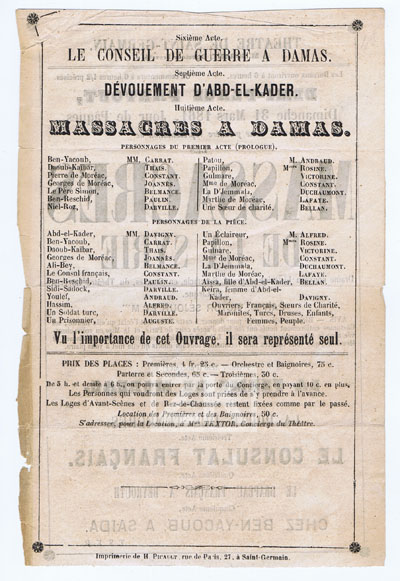 Sixième Acte.
LE CONSEIL DE GUERRE A DAMAS.
Septième Acte.
DÉVOUEMENT D'ABD-EL-KADER.
Huitième Acte.
MASSACRES A DAMAS.
PERSONNAGES DU PREMIER ACTE (PROLOGUE).
Ben-Yacoub, MM. CARRAT. Patou, M. ANDRAUD.
Daoub-Kalbar, THAIS. Papillon, Mme ROSINE.
Pierre de Moréac, CONSTANT. Gulnare, VICTORINE.
Georges de Moréac, JOANNÈS. Mme de Moréac, CONSTANT.
Le Père Simon, BELMANCE. La D'Jemmala, DUCHAUMONT.
Ben-Reschid, PAULIN. Marthe de Moréac, LAFAYE.
Niel-Roz, DARVILLE. Une Sœur de charité, BELLAN.
PERSONNAGES DE LA PIÈCE.
Abd-el-Kader, MM. DAVIGNY. Un Éclaireur, M. ALFRED.
Ben-Yacoub, CARRAT. Papillon, Mme ROSINE.
Daoub-Kalbar, THAIS. Gulnare, VICTORINE.
Georges de Moréac, JOANNÈS. Mme de Moréac, CONSTANT.
Ali-Bey, BELMANCE. La D'Jemmala, DUCHAUMONT.
Le Consul français, CONSTANT. Marthe de Moréac, LAFAYE.
Ben-Reschid, PAULIN. Aïssa, fille d'Abd-el-Kader, BELLAN.
Sidi-Sadock, DARVILLE. Keira, femme d'Abd-el-
Yousef, ANDRAUD. Kader, DAVIGNY.
Hassim, ALFRED. Ouvriers, Français, Sœurs de Charité,
Un Soldat turc, DARVILLE. Maronites, Turcs, Druses, Enfants,
Un Prisonnier, AUGUSTE. Femmes, Peuple.
Vu l'importance de cet Ouvrage, il sera représenté seul.
PRIX DES PLACES : Premières, 1 fr. 25 c. — Orchestre et Baignoires, 75 c.
Parterre et Secondes, 65 c. — Troisièmes, 50 c.
De 5 h. et demie à 6 h., on pourra entrer par la porte du Concierge, en payant 10 c. en plus.
Les Personnes qui voudront des Loges sont priées de s'y prendre à l'avance.
Les Loges d'Avant-Scènes et de Rez-de-Chaussée restent fixées comme par le passé.
Location des Premières et des Baignoires, 50 c.
S'adresser, pour la Location, à Mme TEXTOR, Concierge du Théâtre.
Imprimerie de H. PICAULT, rue de Paris, 27, à Saint-Germain.